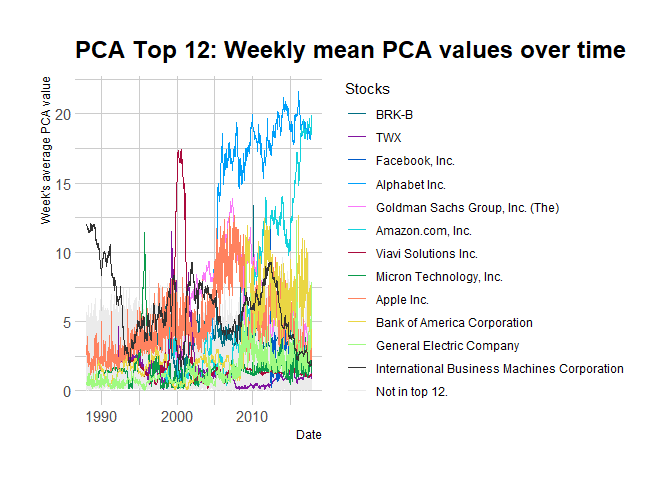 PCA Top 12: Weekly mean PCA values over time
Week's average PCA value
20
15
10
5
0
1990 2000 2010
Date
Stocks
BRK-B
TWX
Facebook, Inc.
Alphabet Inc.
Goldman Sachs Group, Inc. (The)
Amazon.com, Inc.
Viavi Solutions Inc.
Micron Technology, Inc.
Apple Inc.
Bank of America Corporation
General Electric Company
International Business Machines Corporation
Not in top 12.